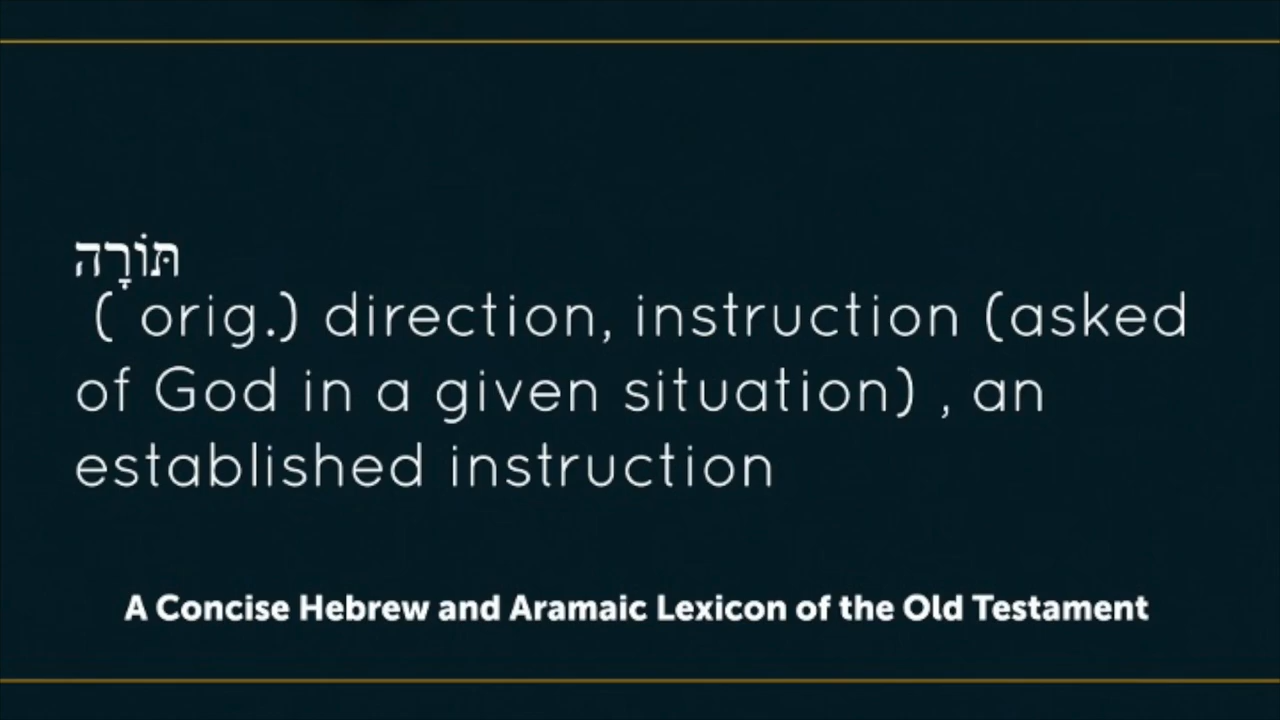 תּוֹרָה
( orig.) direction, instruction (asked
of God in a given situation) , an
established instruction
A Concise Hebrew and Aramaic Lexicon of the Old Testament